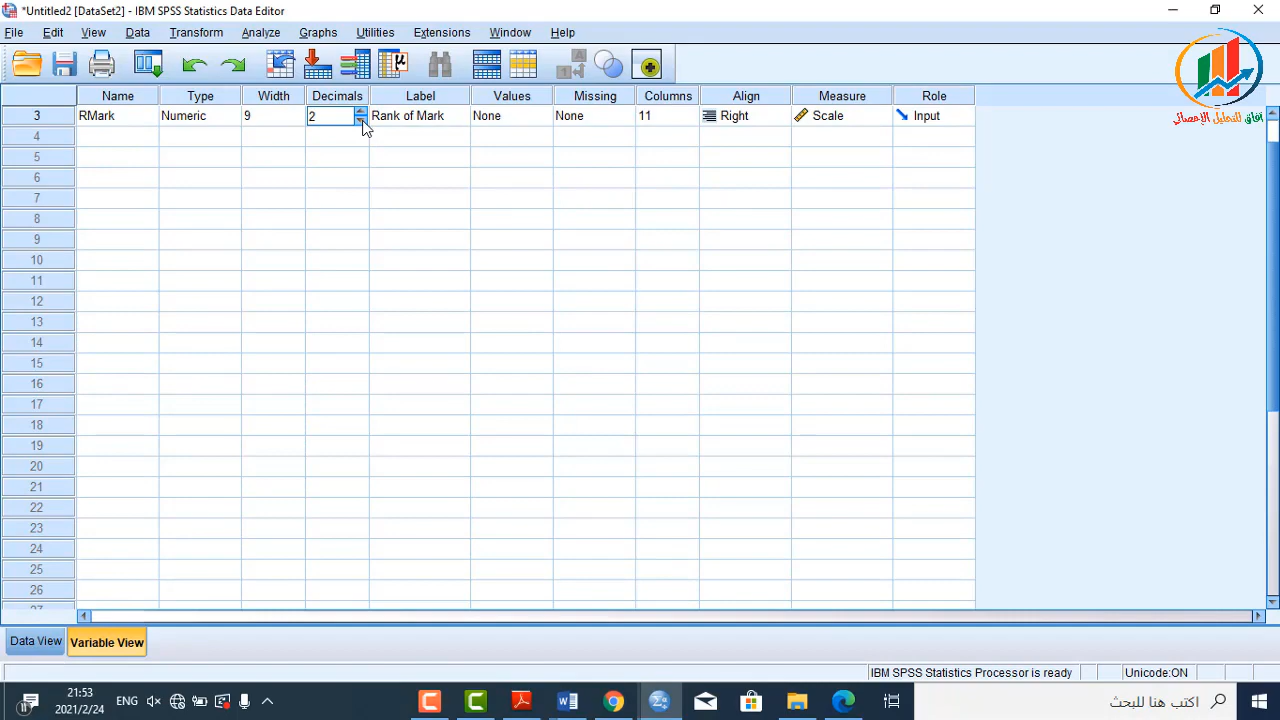 *Untitled2 [DataSet2] - IBM SPSS Statistics Data Editor
File Edit View Data Transform Analyze Graphs Utilities Extensions Window Help
Name Type Width Decimals Label Values Missing Columns Align Measure Role
3 RMark Numeric 9 2 Rank of Mark None None 11 Right Scale Input
آفاق للتحليل الإحصائي
4
5
6
7
8
9
10
11
12
13
14
15
16
17
18
19
20
21
22
23
24
25
26
27
Data View Variable View
IBM SPSS Statistics Processor is ready Unicode:ON
21:53
2021/2/24
ENG
اكتب هنا للبحث